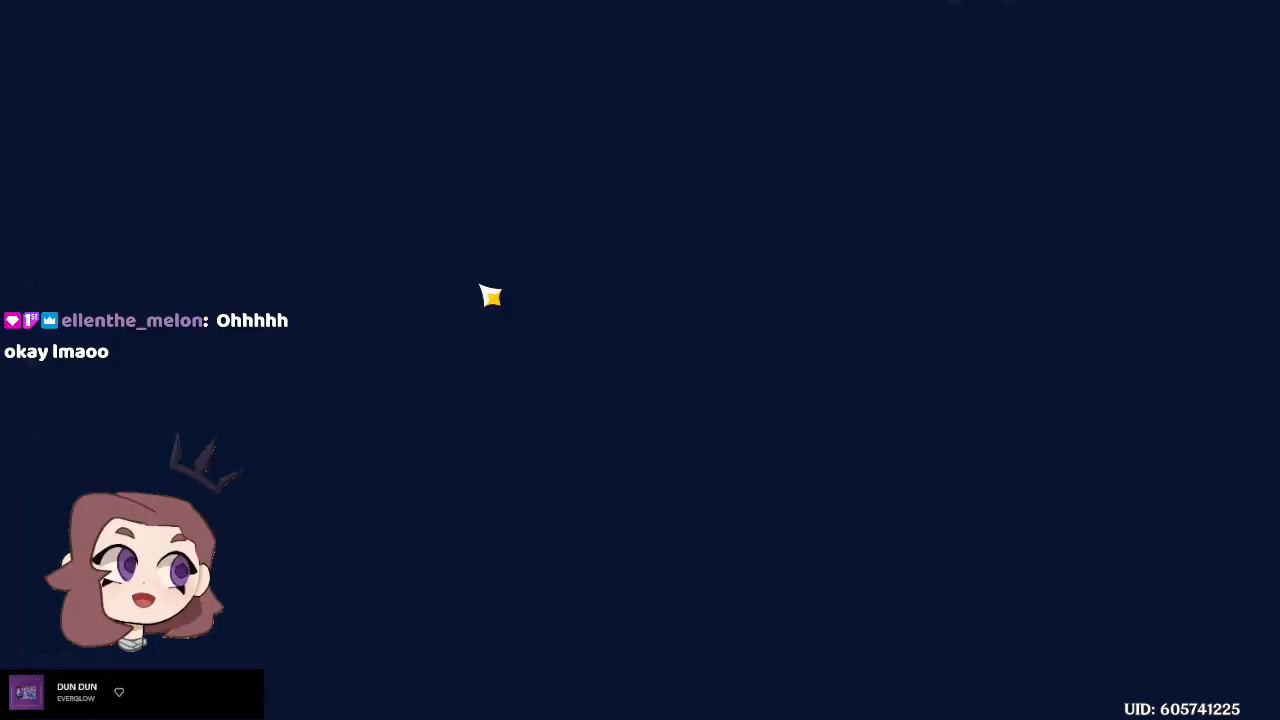 ellenthe_melon: Ohhhhh
okay lmaoo
DUN DUN
EVERGLOW
UID: 605741225